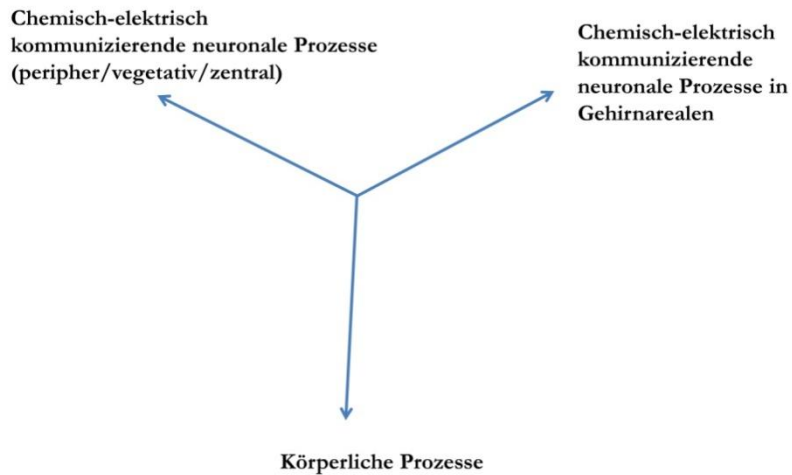 Chemisch-elektrisch
kommunizierende neuronale Prozesse
(peripher/vegetativ/zentral)
Chemisch-elektrisch
kommunizierende
neuronale Prozesse in
Gehirnarealen
Körperliche Prozesse